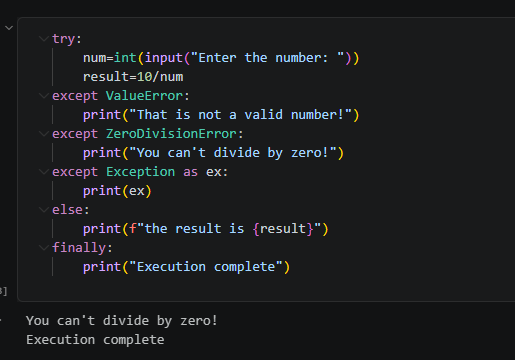 try:
    num=int(input("Enter the number: "))
    result=10/num
except ValueError:
    print("That is not a valid number!")
except ZeroDivisionError:
    print("You can't divide by zero!")
except Exception as ex:
    print(ex)
else:
    print(f"the result is {result}")
finally:
    print("Execution complete")
]
You can't divide by zero!
Execution complete